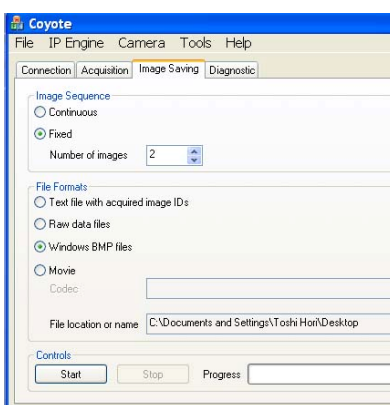 Coyote
File IP Engine Camera Tools Help
Connection Acquisition Image Saving Diagnostic
Image Sequence
Continuous
Fixed
Number of images 2
File Formats
Text file with acquired image IDs
Raw data files
Windows BMP files
Movie
Codec
File location or name C:\Documents and Settings\Toshi Hori\Desktop
Controls
Start Stop Progress